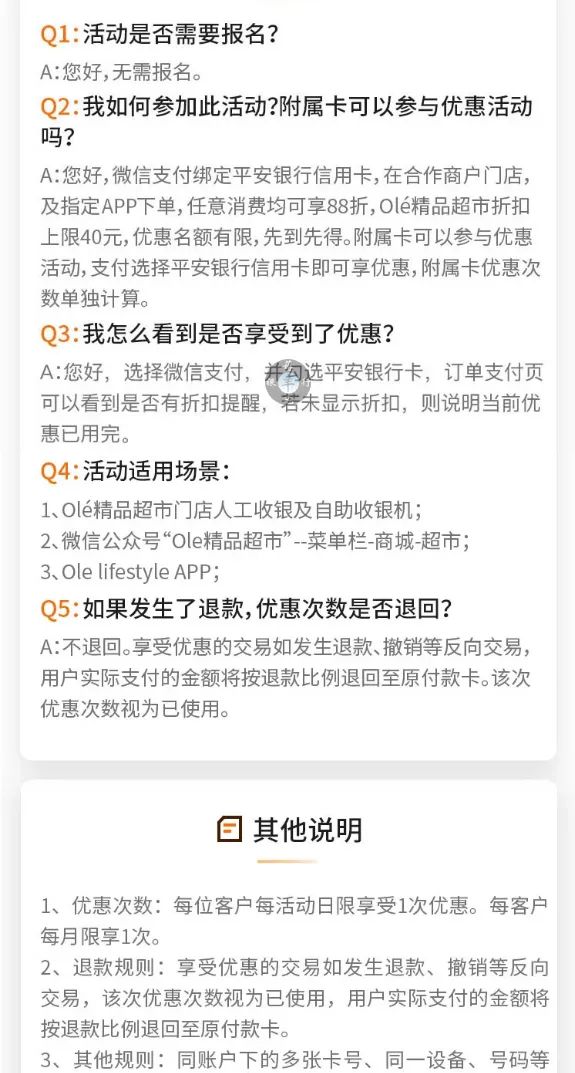 Q1：活动是否需要报名？
A：您好，无需报名。
Q2：我如何参加此活动？附属卡可以参与优惠活动
吗？
A：您好，微信支付绑定平安银行信用卡，在合作商户门店，
及指定APP下单，任意消费均可享88折，Olé精品超市折扣
上限40元，优惠名额有限，先到先得。附属卡可以参与优惠
活动，支付选择平安银行信用卡即可享优惠，附属卡优惠次
数单独计算。
Q3：我怎么看到是否享受到了优惠？
A：您好，选择微信支付，并勾选平安银行卡，订单支付页
可以看到是否有折扣提醒，若未显示折扣，则说明当前优
惠已用完。
Q4：活动适用场景：
1、Olé精品超市门店人工收银及自助收银机；
2、微信公众号“Ole精品超市”--菜单栏-商城-超市；
3、Ole lifestyle APP；
Q5：如果发生了退款，优惠次数是否退回？
A：不退回。享受优惠的交易如发生退款、撤销等反向交易，
用户实际支付的金额将按退款比例退回至原付款卡。该次
优惠次数视为已使用。
其他说明
1、优惠次数：每位客户每活动日限享受1次优惠。每客户
每月限享1次。
2、退款规则：享受优惠的交易如发生退款、撤销等反向
交易，该次优惠次数视为已使用，用户实际支付的金额将
按退款比例退回至原付款卡。
3、其他规则：同账户下的多张卡号、同一设备、号码等